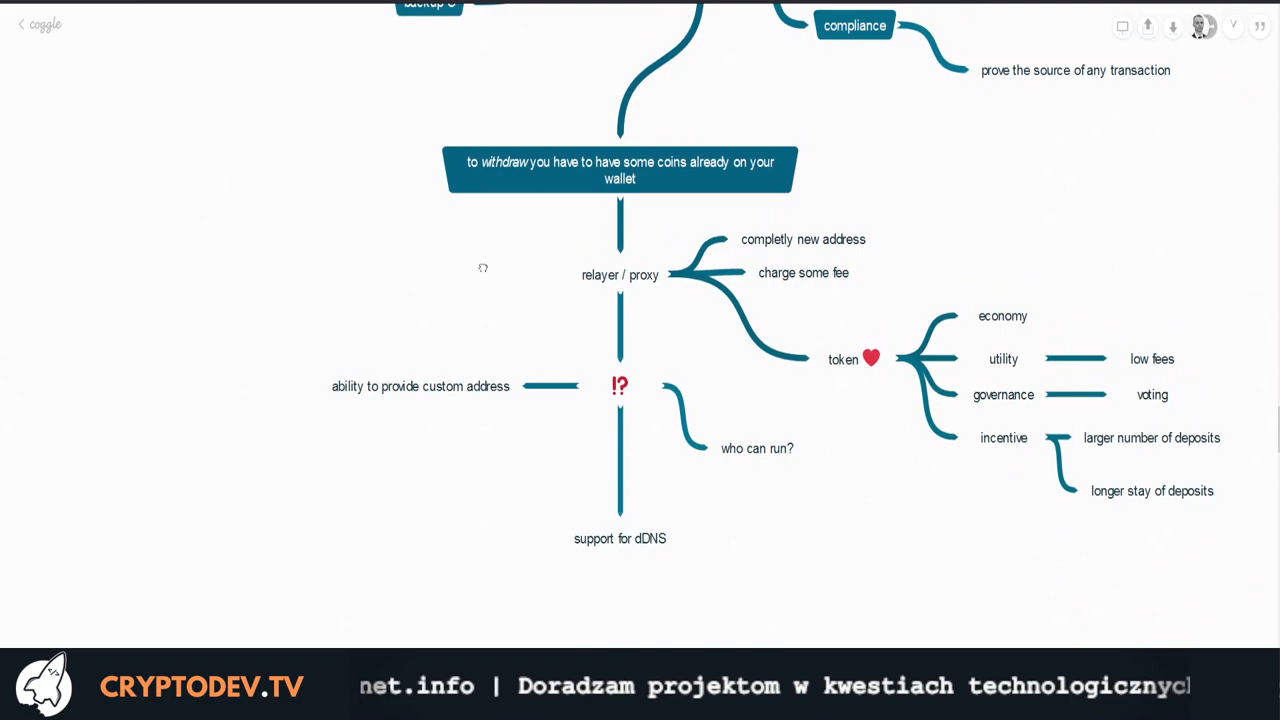 coggle
compliance
prove the source of any transaction
to withdraw you have to have some coins already on your
wallet
completly new address
relayer / proxy
charge some fee
economy
token
utility
low fees
ability to provide custom address
!?
governance
voting
incentive
larger number of deposits
who can run?
longer stay of deposits
support for dDNS
CRYPTODEV.TV
net.info | Doradzam projektom w kwestiach technologicznych